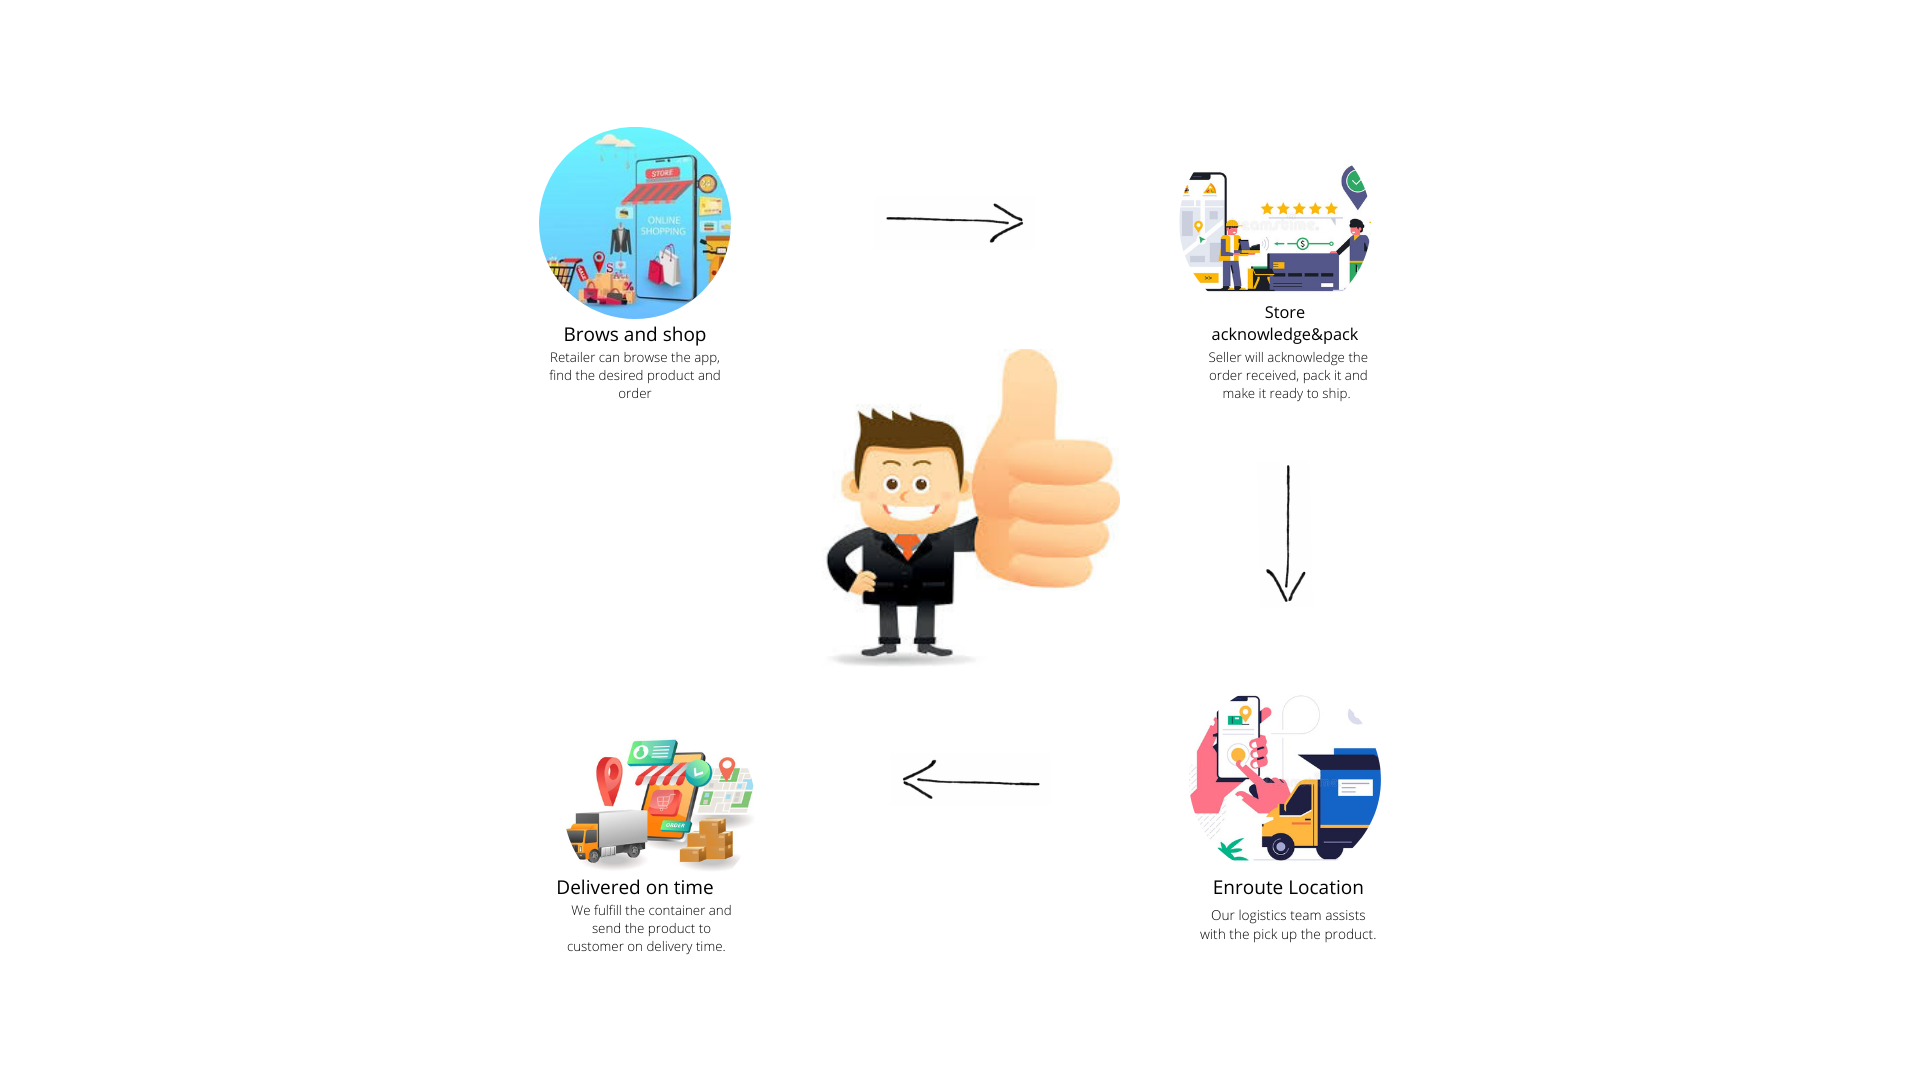 STORE
ONLINE
SHOPPING
Brows and shop
Retailer can browse the app,
find the desired product and
order
Store
acknowledge&pack
Seller will acknowledge the
order received, pack it and
make it ready to ship.
ORDER
Delivered on time
We fulfill the container and
send the product to
customer on delivery time.
Enroute Location
Our logistics team assists
with the pick up the product.